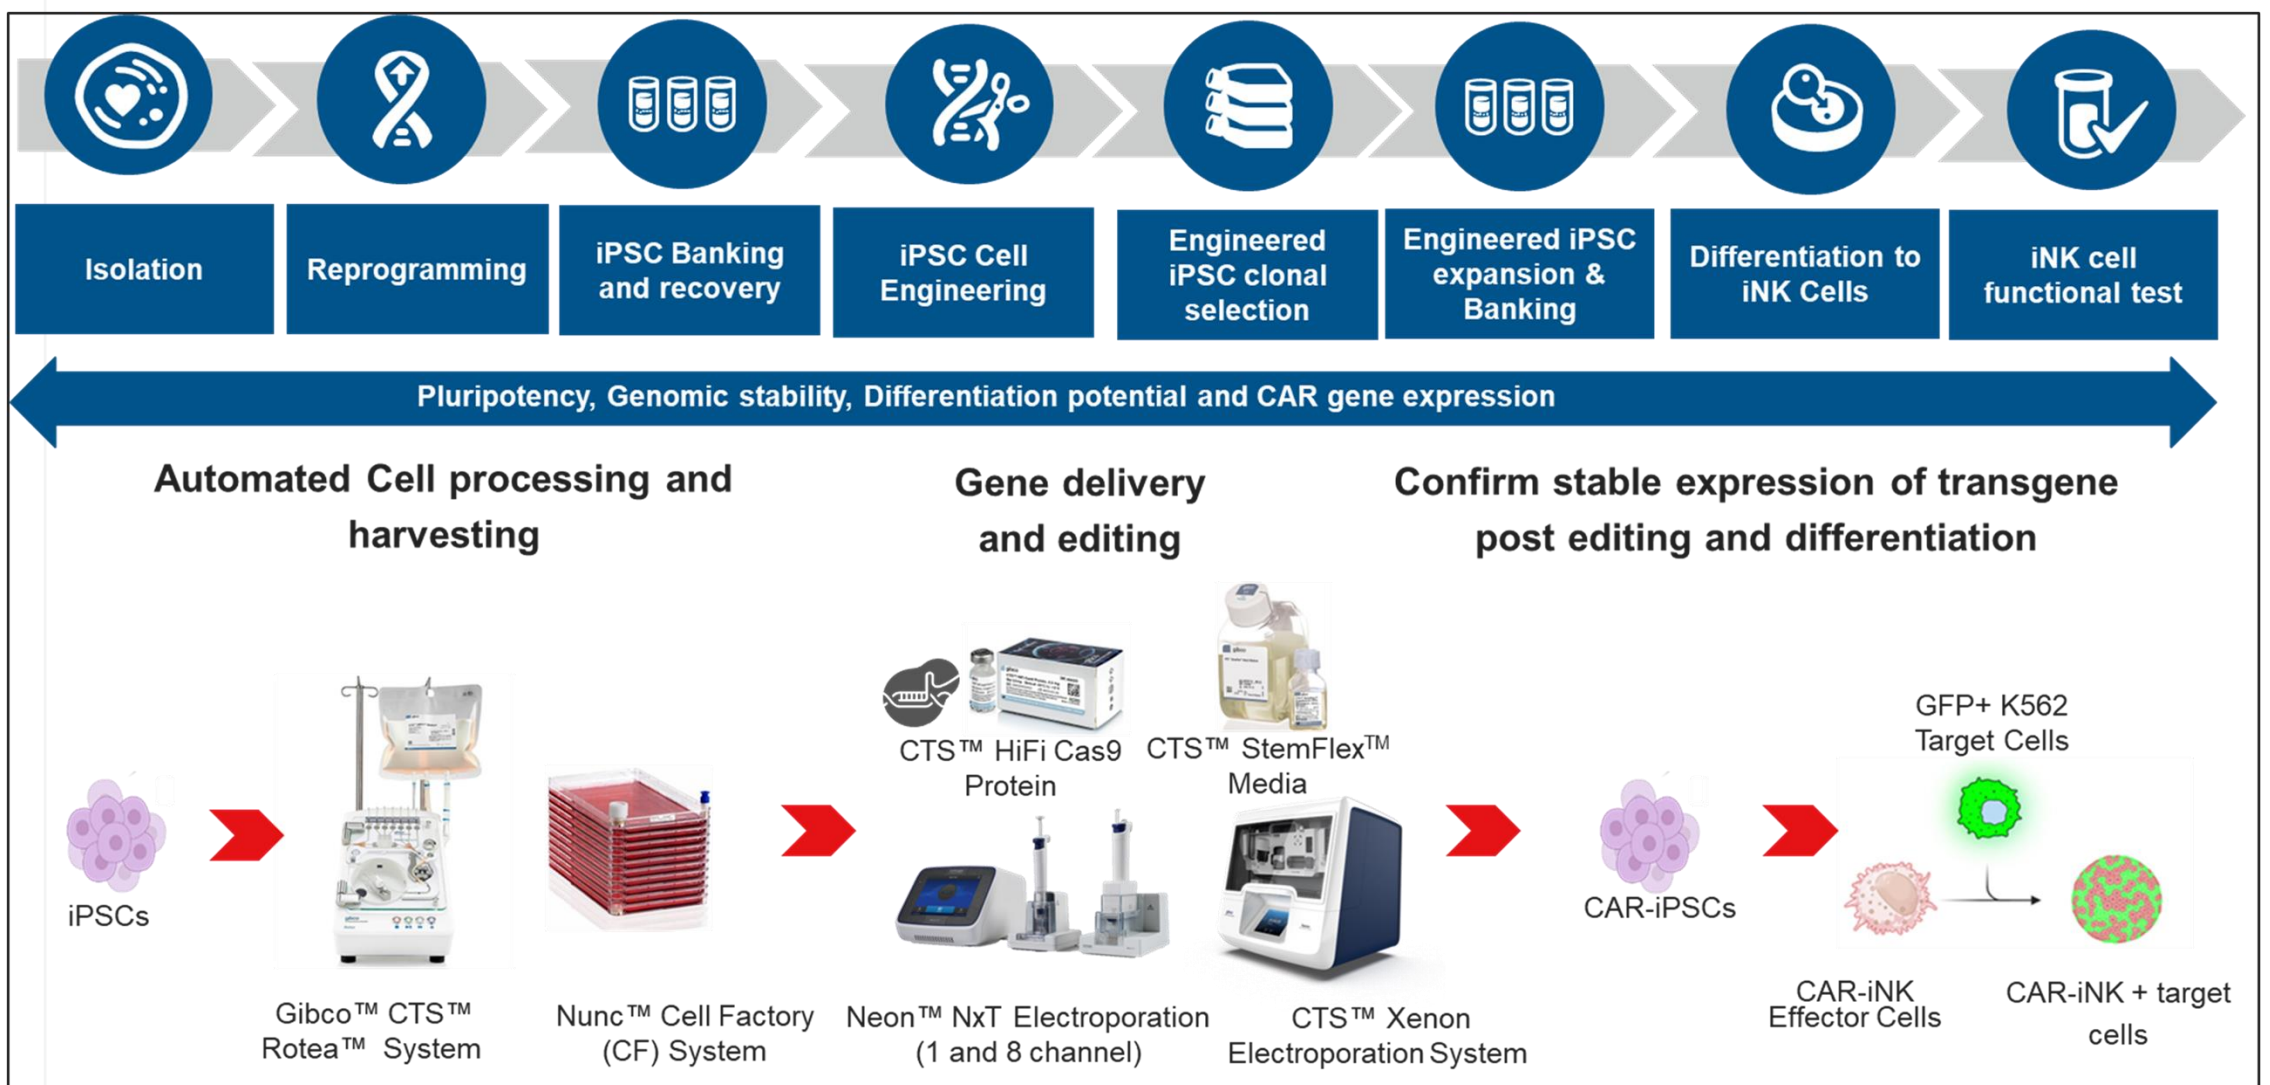 Isolation
Reprogramming
iPSC Banking
and recovery
iPSC Cell
Engineering
Engineered
iPSC clonal
selection
Engineered iPSC
expansion &
Banking
Differentiation to
iNK Cells
iNK cell
functional test
Pluripotency, Genomic stability, Differentiation potential and CAR gene expression
Automated Cell processing and
harvesting
Gene delivery
and editing
Confirm stable expression of transgene
post editing and differentiation
iPSCs
Gibco™ CTS™
Rotea™ System
Nunc™ Cell Factory
(CF) System
gibco
CTS™ HiFi Cas9
Protein
gibco
CTS™ StemFlex™
Media
Neon™ NxT Electroporation
(1 and 8 channel)
CTS™ Xenon
Electroporation System
CAR-iPSCs
GFP+ K562
Target Cells
CAR-iNK
Effector Cells
CAR-iNK + target
cells